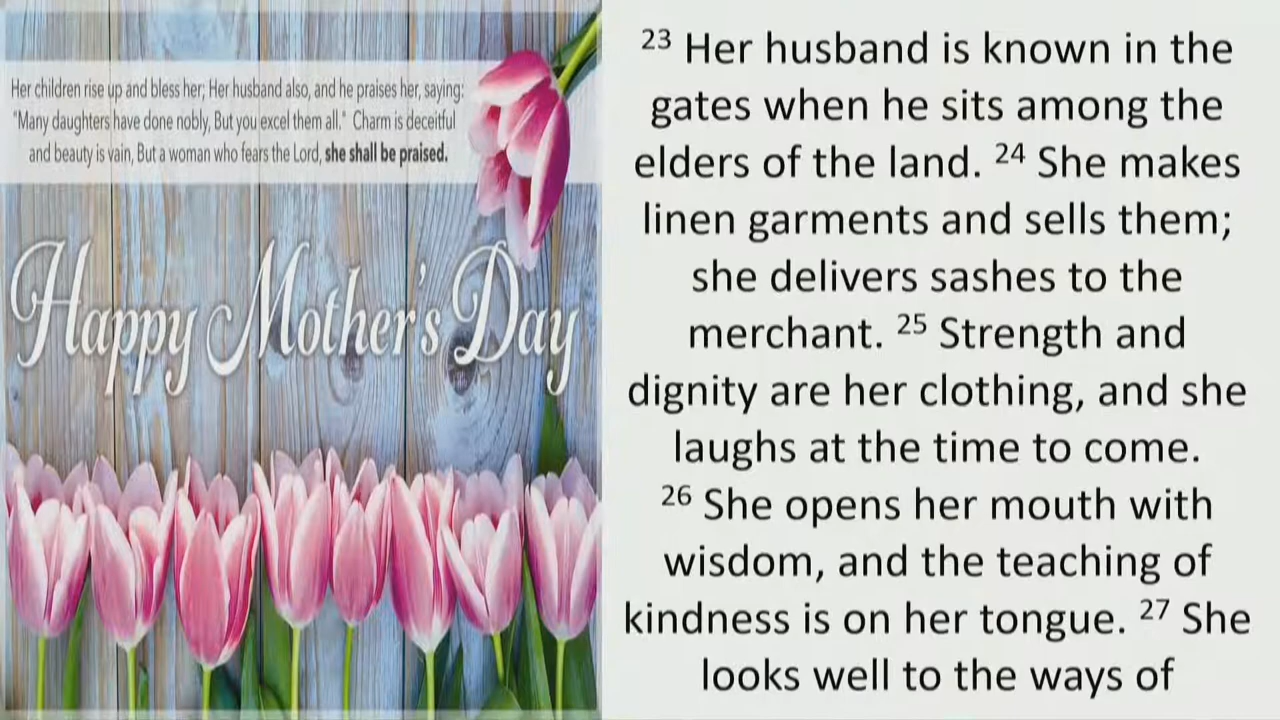 Her children rise up and bless her; Her husband also, and he praises her, saying:
"Many daughters have done nobly, But you excel them all." Charm is deceitful
and beauty is vain, But a woman who fears the Lord, she shall be praised.
Happy Mother's Day
23 Her husband is known in the
gates when he sits among the
elders of the land. 24 She makes
linen garments and sells them;
she delivers sashes to the
merchant. 25 Strength and
dignity are her clothing, and she
laughs at the time to come.
26 She opens her mouth with
wisdom, and the teaching of
kindness is on her tongue. 27 She
looks well to the ways of